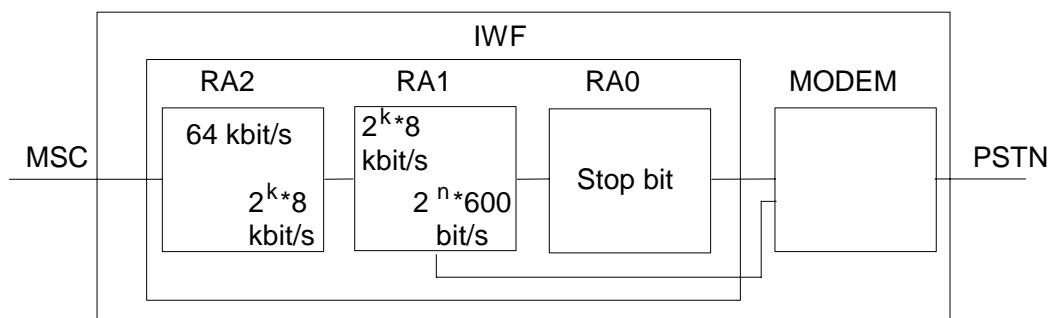 IWF
RA2 RA1 RA0 MODEM
MSC
64 kbit/s
2^k*8
kbit/s
2^k*8
kbit/s
2^n*600
bit/s
Stop bit
PSTN